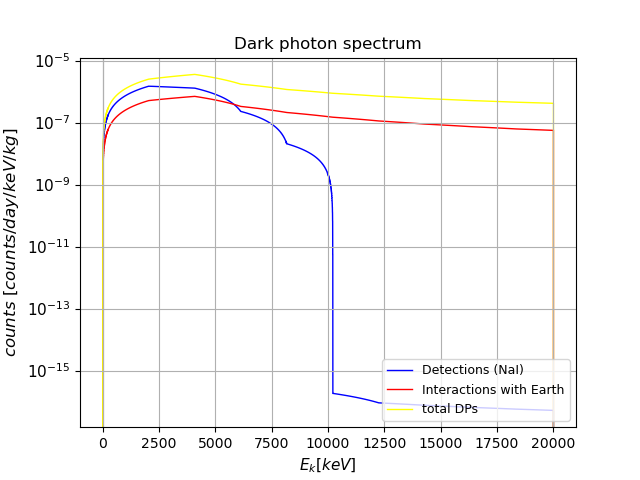 Dark photon spectrum
counts [counts/day/keV/kg]
10⁻⁵
10⁻⁷
10⁻⁹
10⁻¹¹
10⁻¹³
10⁻¹⁵
Detections (NaI)
Interactions with Earth
total DPs
0 2500 5000 7500 10000 12500 15000 17500 20000
Eₖ[keV]